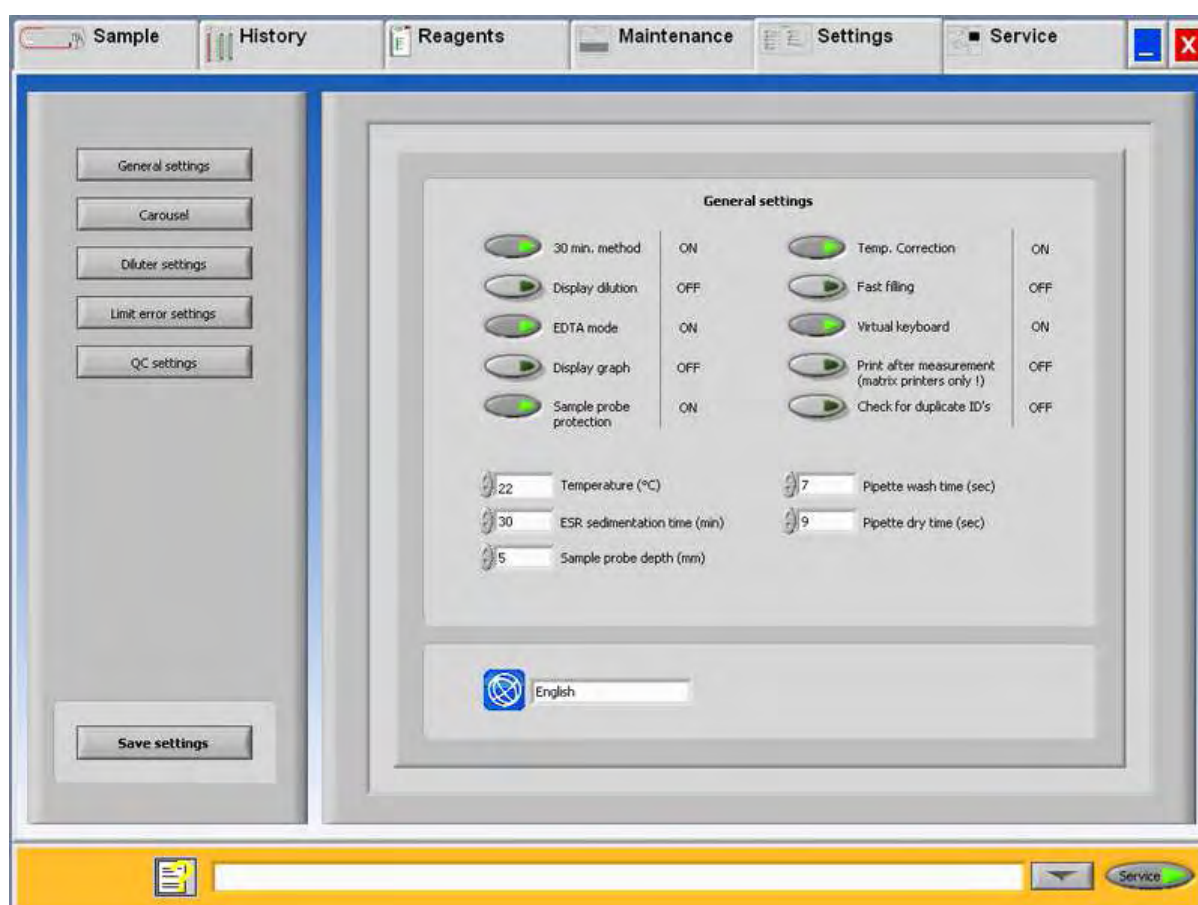 Sample
History
Reagents
Maintenance
Settings
Service
_
X
General settings
Carousel
Diluter settings
Limit error settings
QC settings
Save settings
General settings
30 min. method ON
Display dilution OFF
EDTA mode ON
Display graph OFF
Sample probe
protection ON
Temp. Correction ON
Fast filling OFF
Virtual keyboard ON
Print after measurement
(matrix printers only !) OFF
Check for duplicate ID's OFF
22 Temperature (°C)
30 ESR sedimentation time (min)
5 Sample probe depth (mm)
7 Pipette wash time (sec)
9 Pipette dry time (sec)
English
?
Service